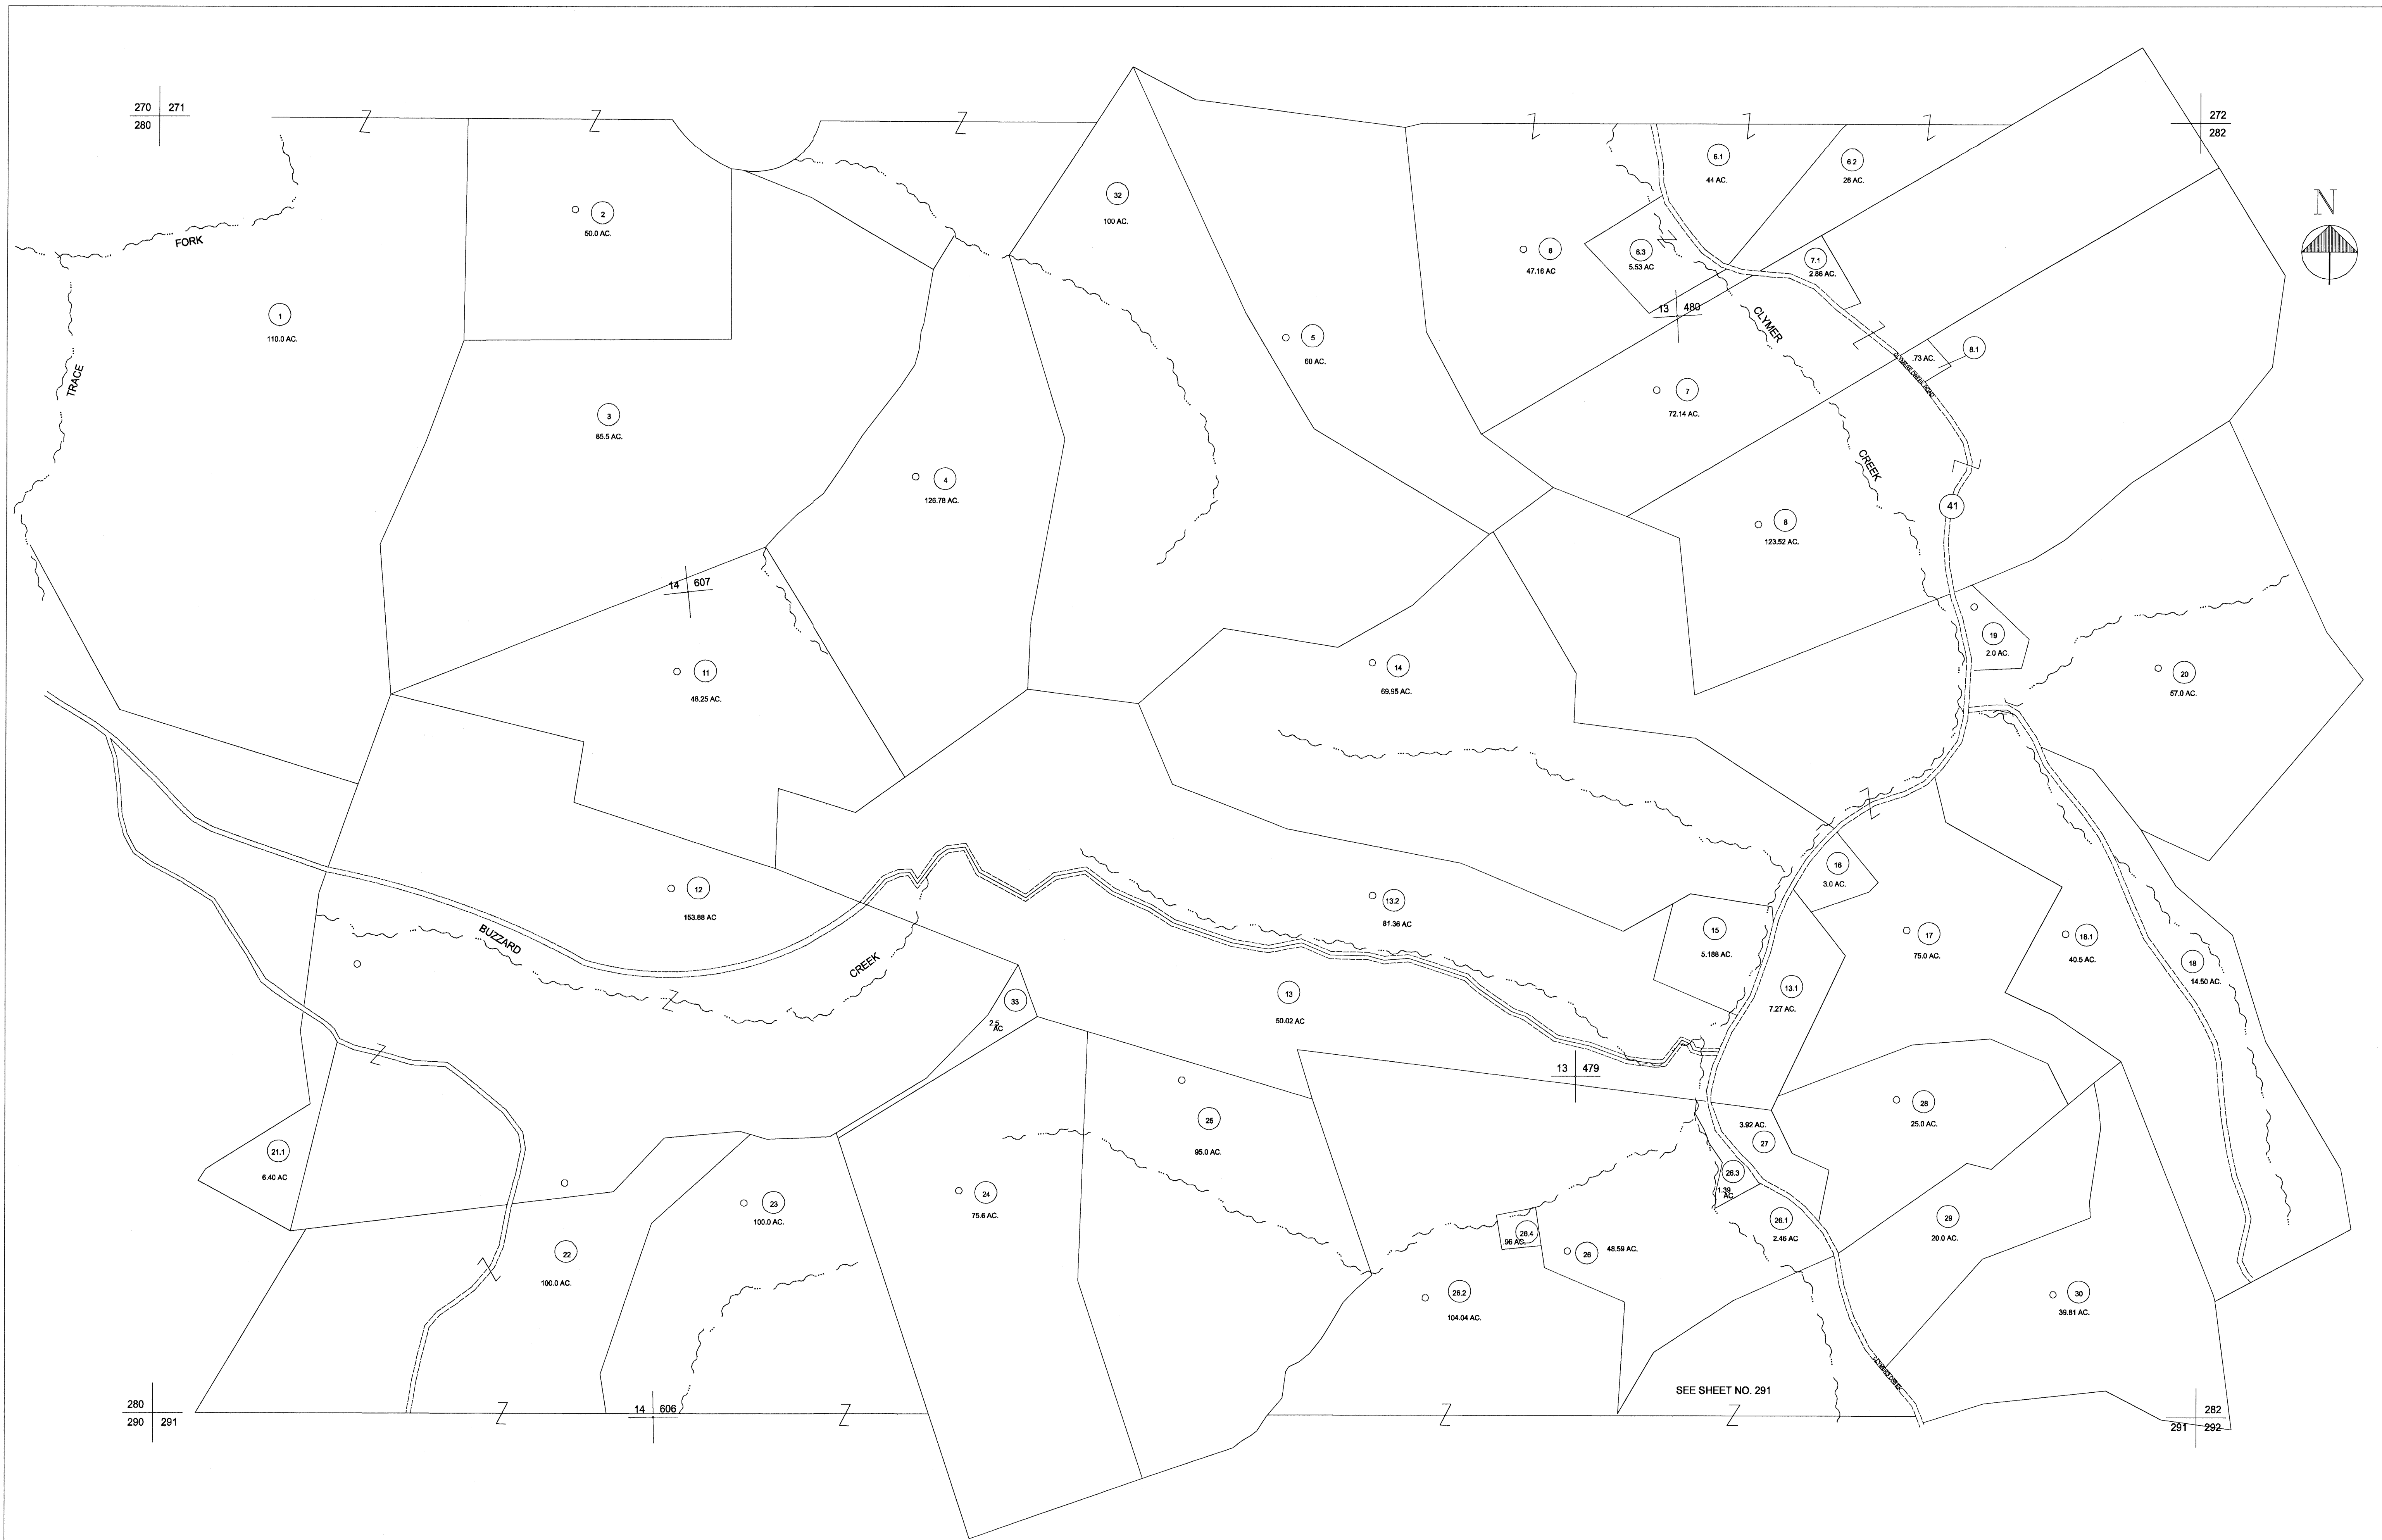 270 271
280
272
282
N
FORK
TRACE
1
110.0 AC.
2
50.0 AC.
3
85.5 AC.
4
126.78 AC.
32
100 AC.
5
60 AC.
6
47.16 AC
6.1
44 AC.
6.2
26 AC.
6.3
5.53 AC
7.1
2.86 AC.
13 480
CLYMER
CREEK
7
72.14 AC.
.73 AC.
8.1
8
123.52 AC.
41
14 607
11
48.25 AC.
14
69.95 AC.
19
2.0 AC.
20
57.0 AC.
12
153.88 AC
BUZZARD
CREEK
13.2
81.36 AC
16
3.0 AC.
15
5.188 AC.
17
75.0 AC.
18.1
40.5 AC.
18
14.50 AC.
33
2.5
AC
13
50.02 AC
13.1
7.27 AC.
13 479
21.1
6.40 AC
25
95.0 AC.
28
25.0 AC.
3.92 AC.
27
26.3
1.39
AC
24
75.6 AC.
23
100.0 AC.
22
100.0 AC.
26.4
.96 AC.
26
48.59 AC.
26.1
2.46 AC
29
20.0 AC.
26.2
104.04 AC.
30
39.81 AC.
SEE SHEET NO. 291
280
290 291
14 606
282
291 292